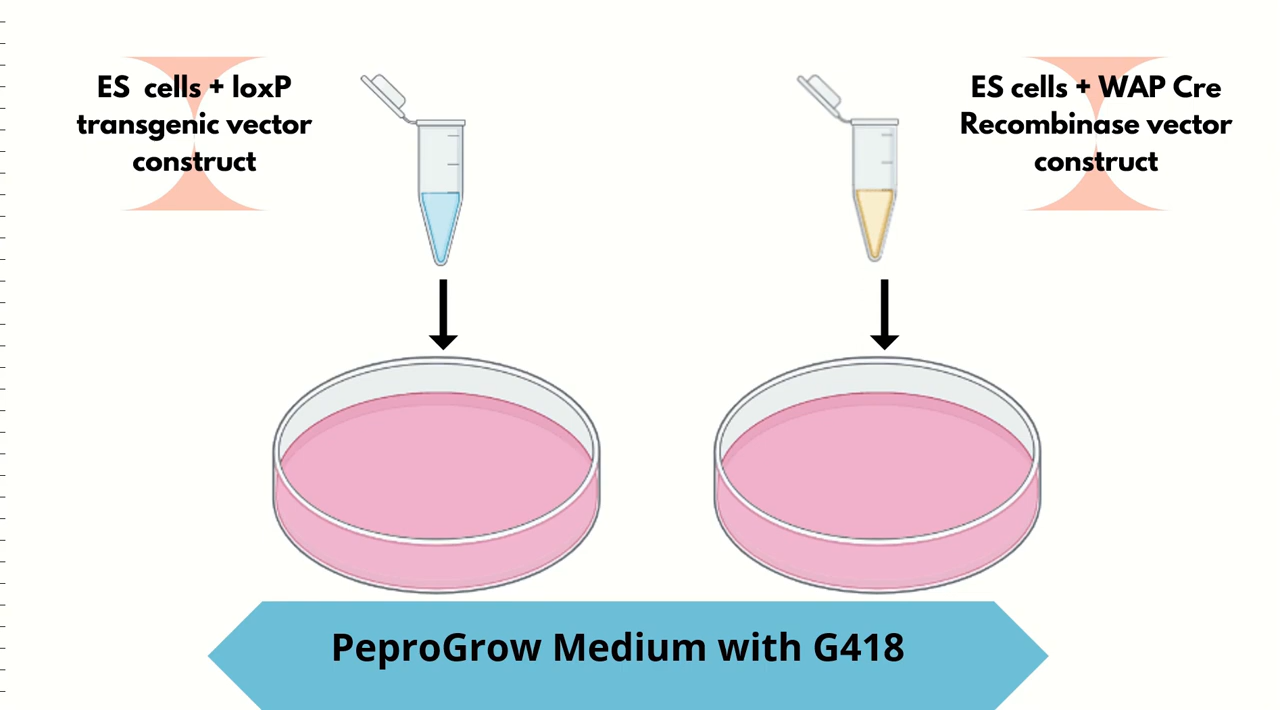 ES cells + loxP
transgenic vector
construct
ES cells + WAP Cre
Recombinase vector
construct
PeproGrow Medium with G418